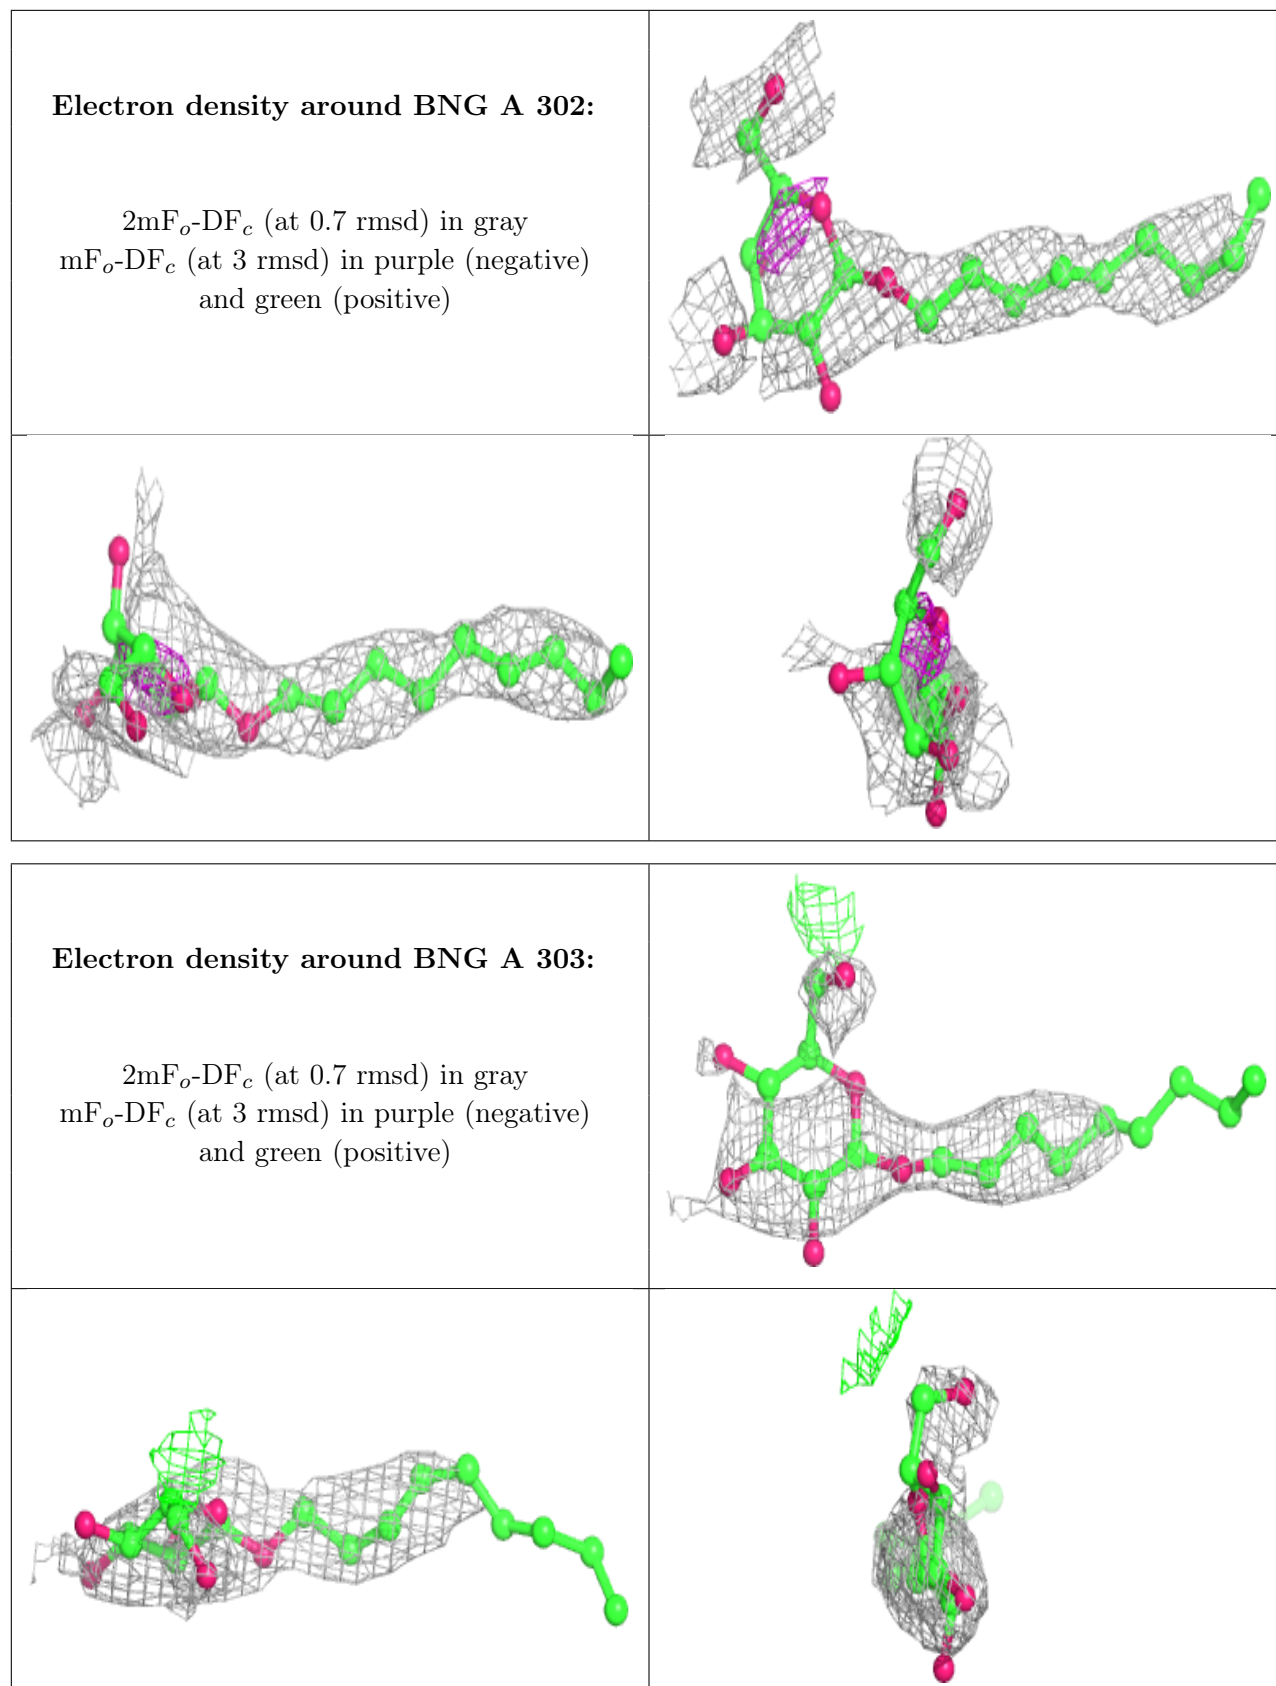 Electron density around BNG A 302:
2mFo-DFc (at 0.7 rmsd) in gray
mFo-DFc (at 3 rmsd) in purple (negative)
and green (positive)
Electron density around BNG A 303:
2mFo-DFc (at 0.7 rmsd) in gray
mFo-DFc (at 3 rmsd) in purple (negative)
and green (positive)